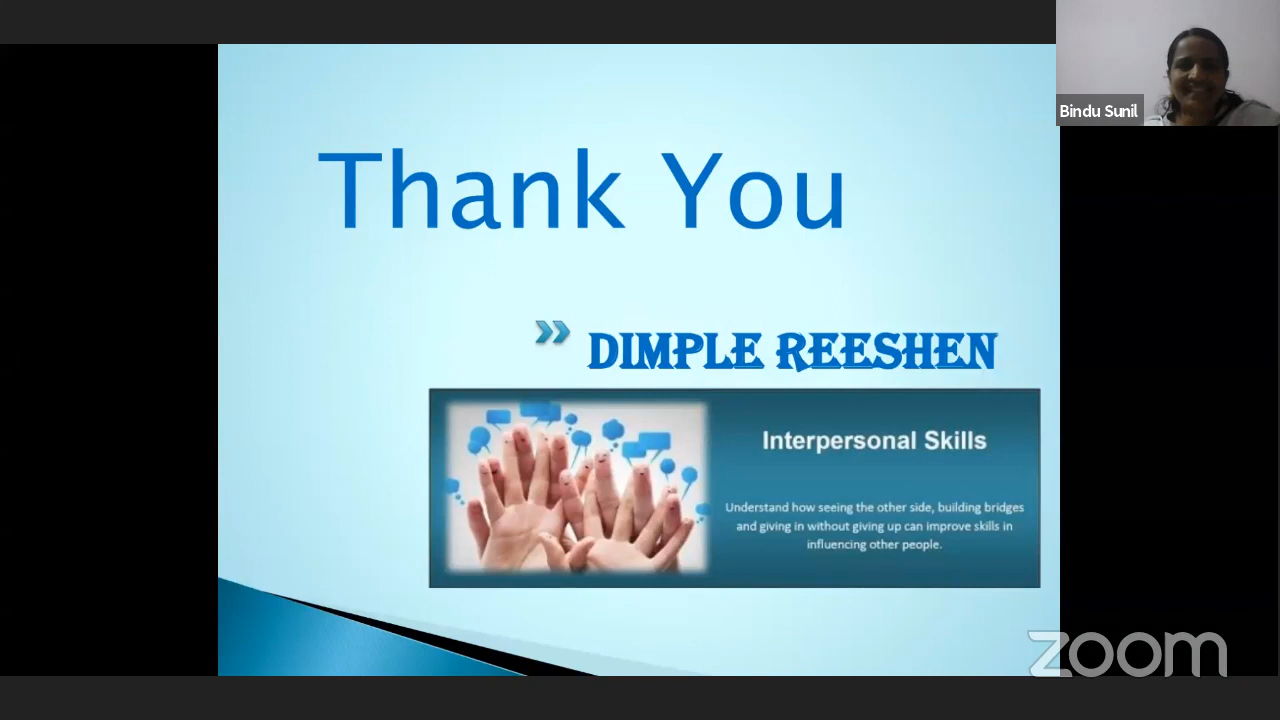 Bindu Sunil
Thank You
DIMPLE REESHEN
Interpersonal Skills
Understand how seeing the other side, building bridges
and giving in without giving up can improve skills in
influencing other people.
zoom